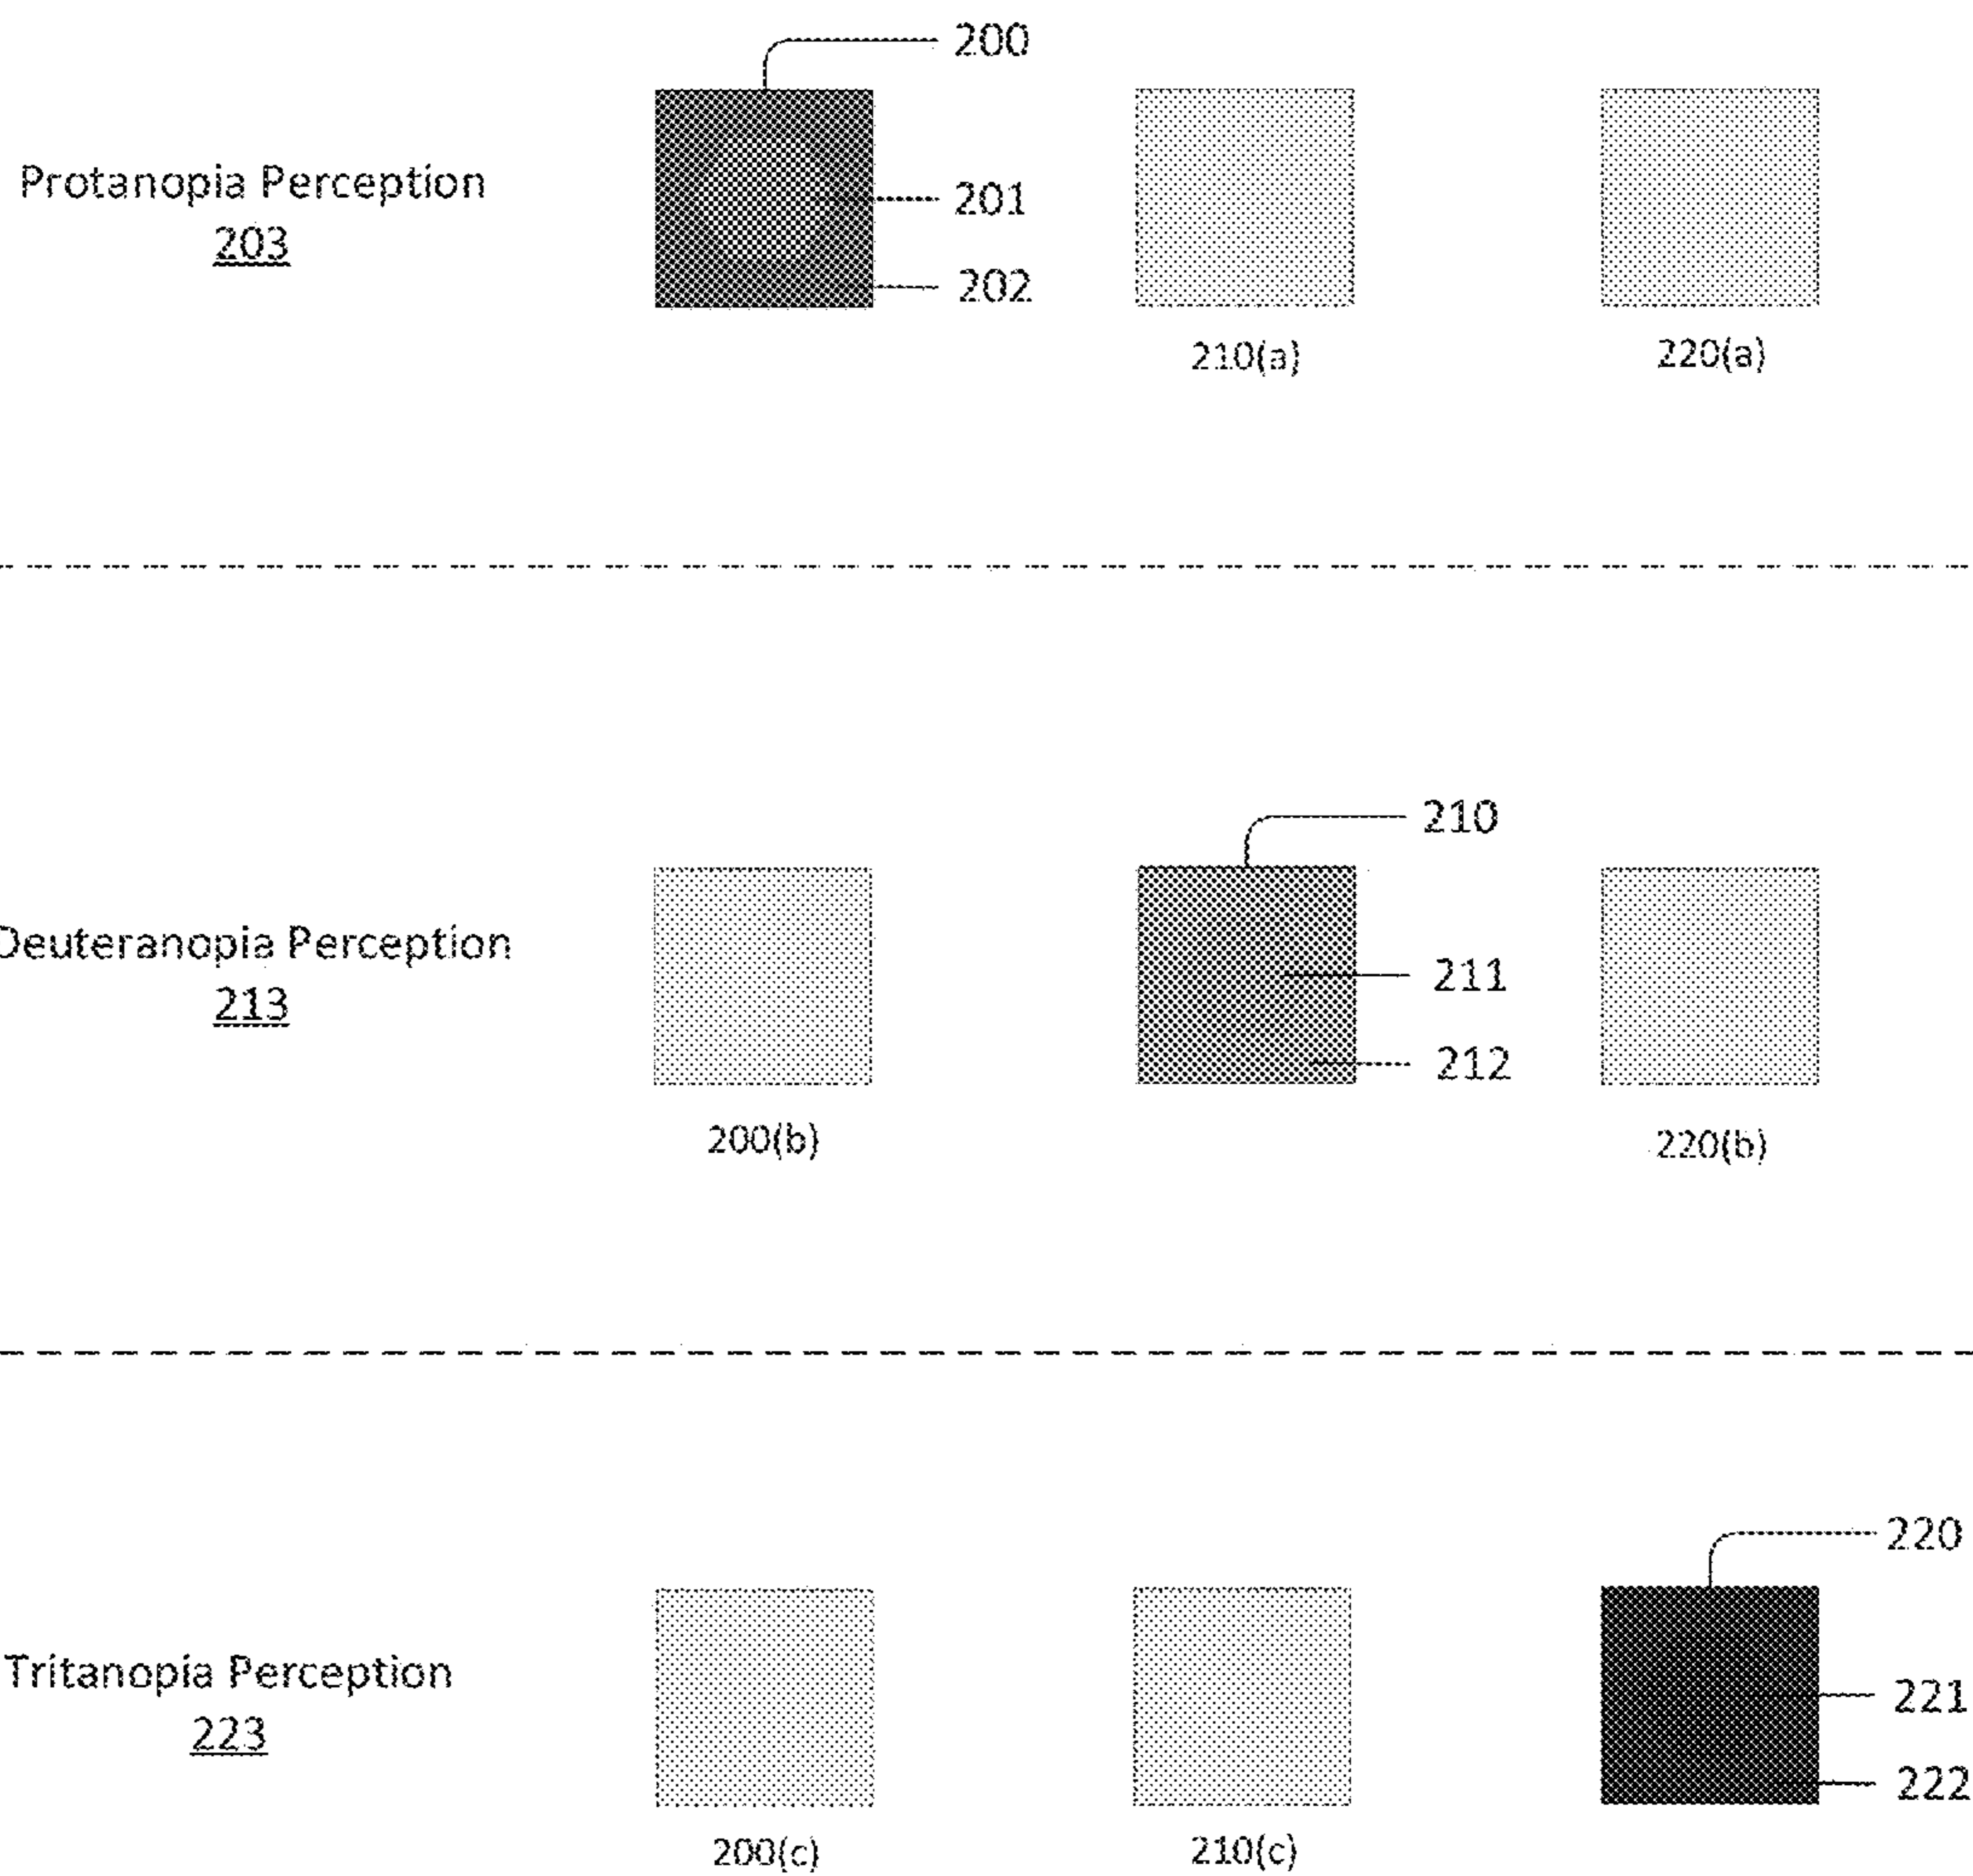 200
Protanopia Perception
203
201
202
210(a)
220(a)
210
Deuteranopia Perception
213
211
212
200(b)
220(b)
220
Tritanopia Perception
223
221
222
200(c)
210(c)